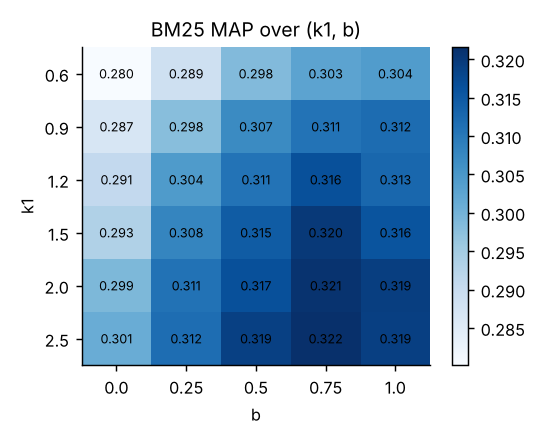 BM25 MAP over (k1, b)
0.6 0.280 0.289 0.298 0.303 0.304
0.9 0.287 0.298 0.307 0.311 0.312
1.2 0.291 0.304 0.311 0.316 0.313
1.5 0.293 0.308 0.315 0.320 0.316
2.0 0.299 0.311 0.317 0.321 0.319
2.5 0.301 0.312 0.319 0.322 0.319
k1
0.0 0.25 0.5 0.75 1.0
b
0.320
0.315
0.310
0.305
0.300
0.295
0.290
0.285